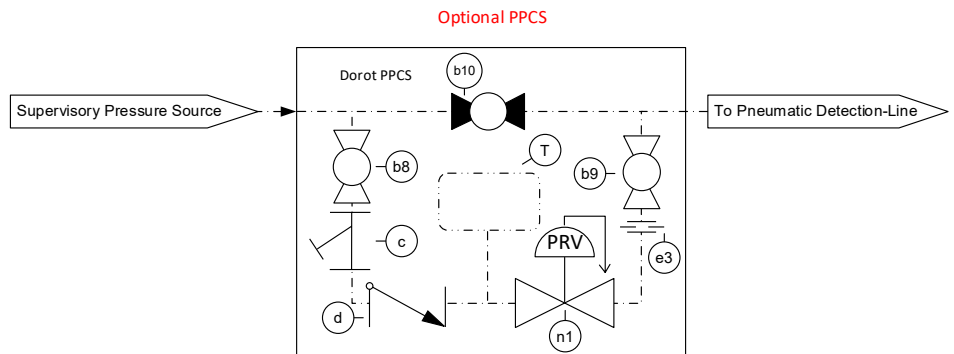 Optional PPCS
Dorot PPCS
b10
Supervisory Pressure Source
To Pneumatic Detection-Line
T
b8
b9
PRV
c
e3
d
n1